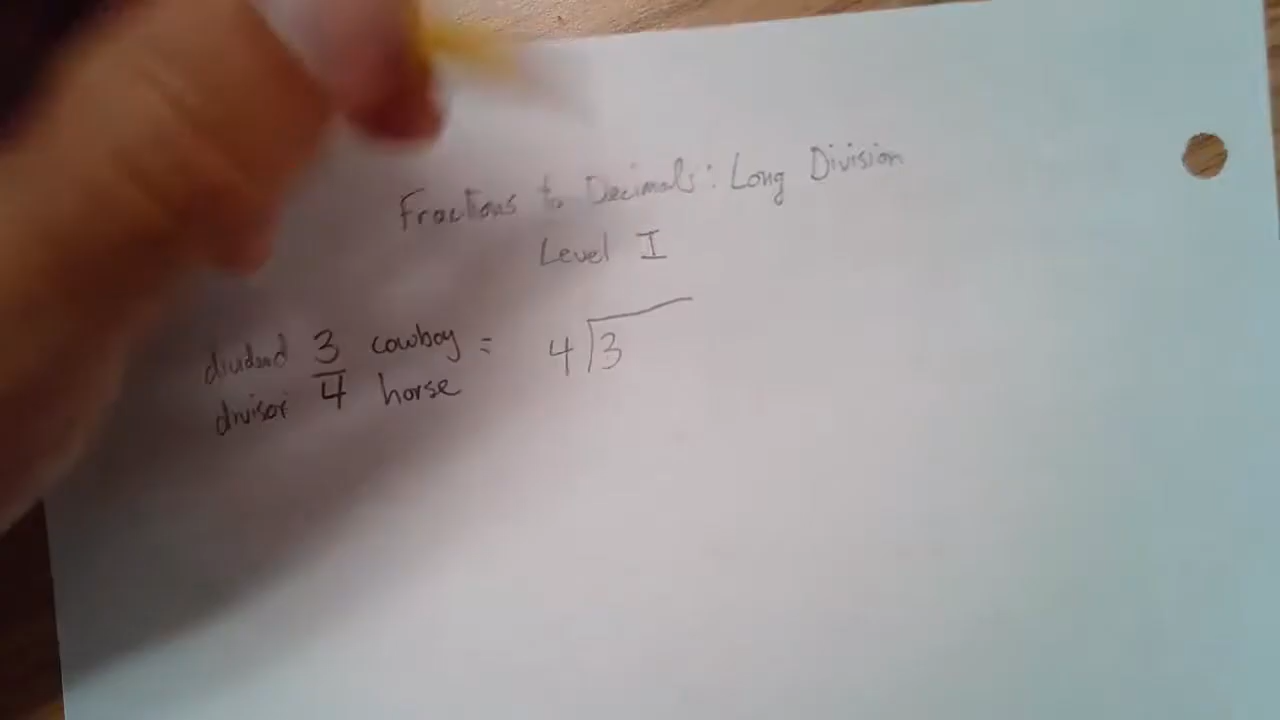 Fractions to Decimals: Long Division
Level I
dividend 3 cowboy = 4)3
divisor 4 horse